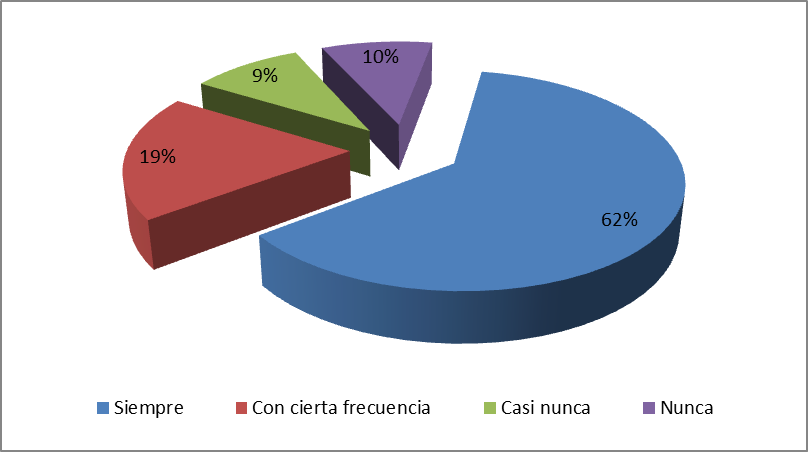 10%
9%
19%
62%
Siempre
Con cierta frecuencia
Casi nunca
Nunca